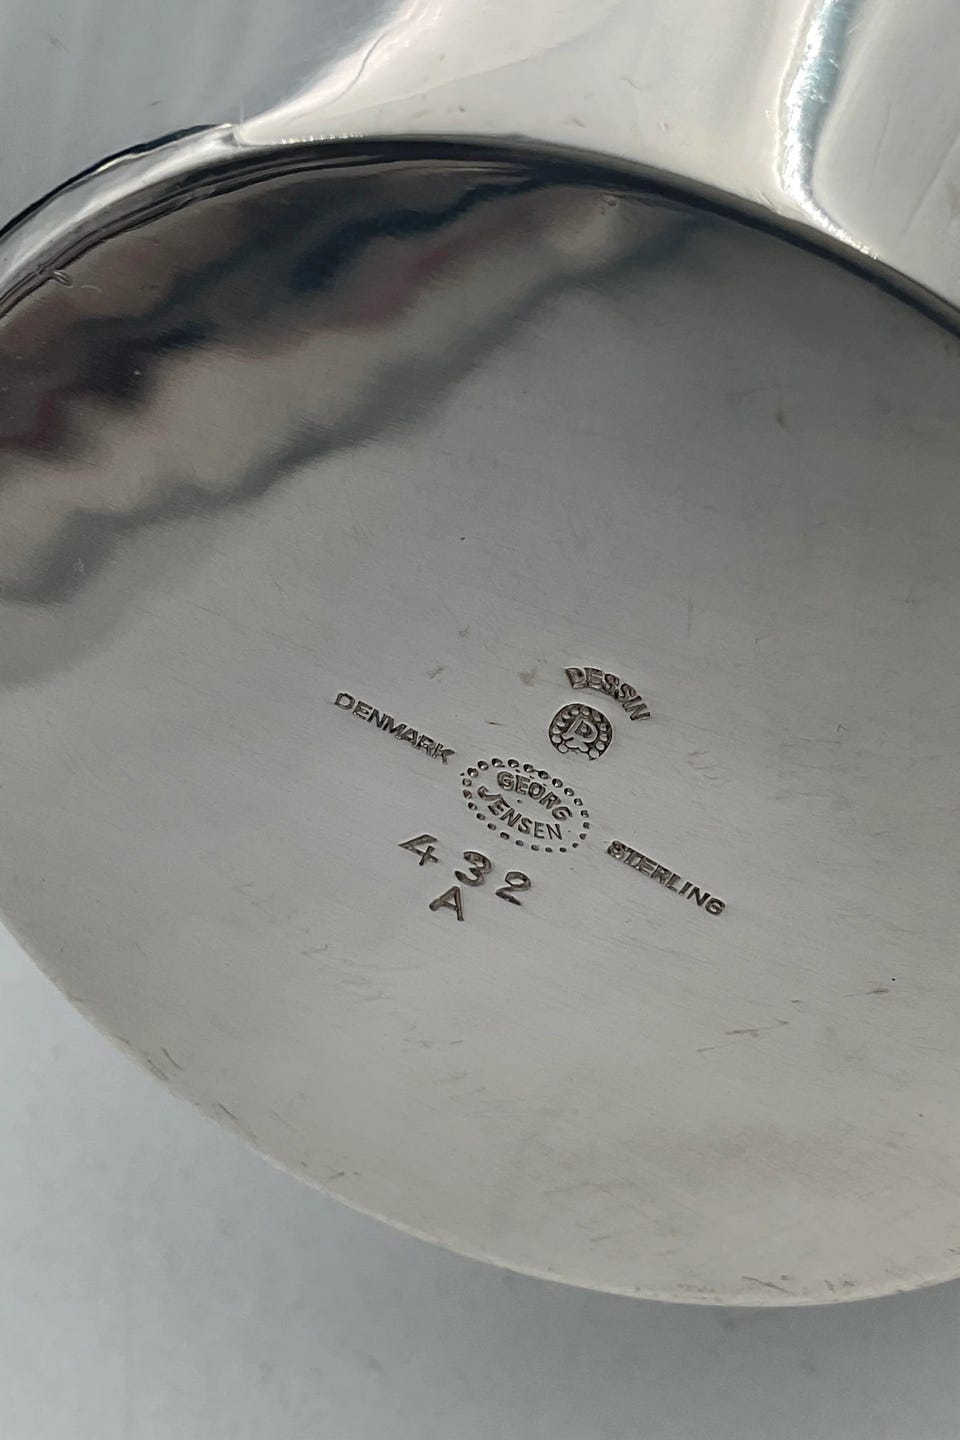 DESSIN
DENMARK
GEORG
JENSEN
STERLING
432
A